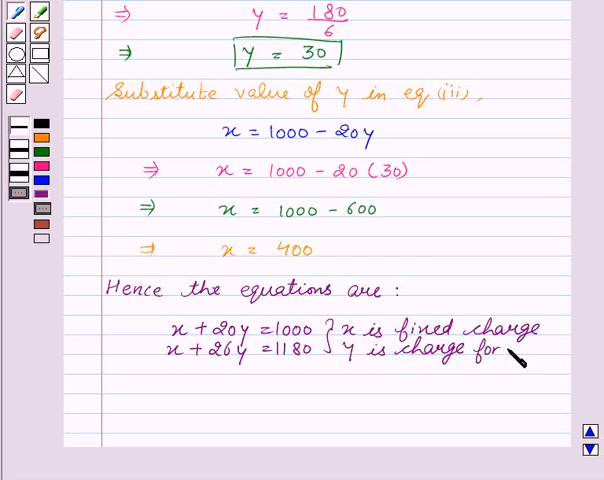 ⇒ y = 180/6
⇒ y = 30
Substitute value of y in eq (iii),
x = 1000 - 20y
⇒ x = 1000 - 20 (30)
⇒ x = 1000 - 600
⇒ x = 400
Hence the equations are :
x + 20y = 1000 } x is fixed charge
x + 26y = 1180 } y is charge for